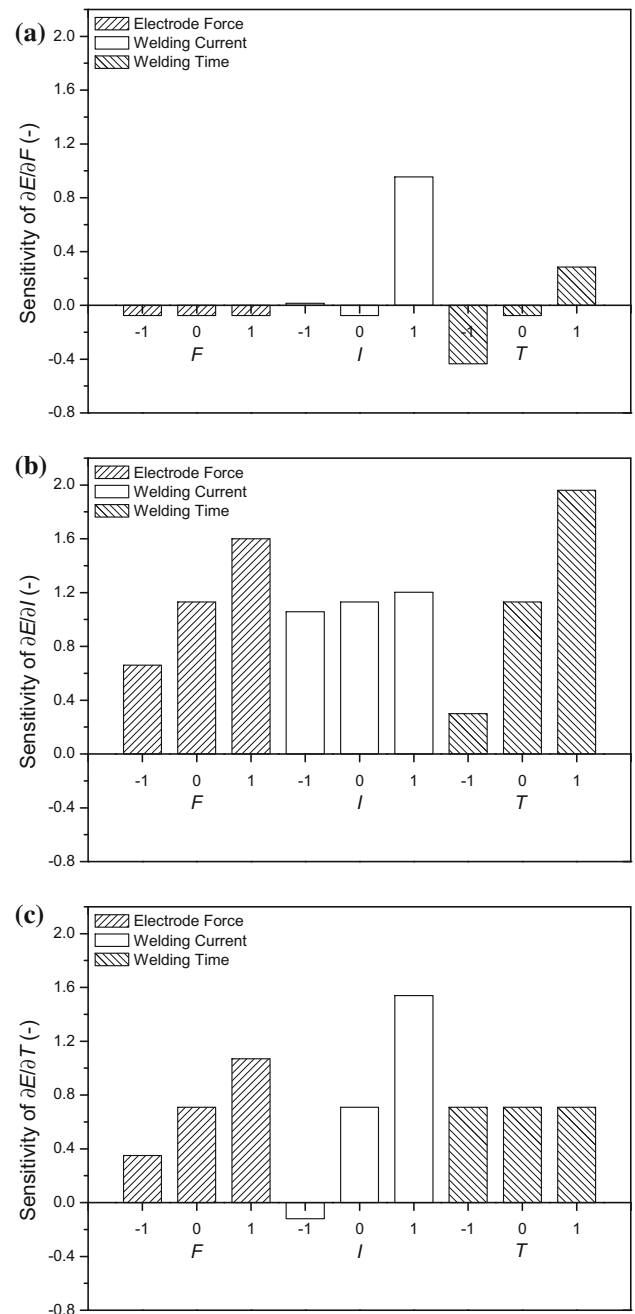 (a)
Electrode Force
Welding Current
Welding Time
Sensitivity of ∂E/∂F (-)
2.0
1.6
1.2
0.8
0.4
0.0
-0.4
-0.8
-1 0 1 -1 0 1 -1 0 1
F I T
(b)
Electrode Force
Welding Current
Welding Time
Sensitivity of ∂E/∂I (-)
2.0
1.6
1.2
0.8
0.4
0.0
-0.4
-0.8
-1 0 1 -1 0 1 -1 0 1
F I T
(c)
Electrode Force
Welding Current
Welding Time
Sensitivity of ∂E/∂T (-)
2.0
1.6
1.2
0.8
0.4
0.0
-0.4
-0.8
-1 0 1 -1 0 1 -1 0 1
F I T